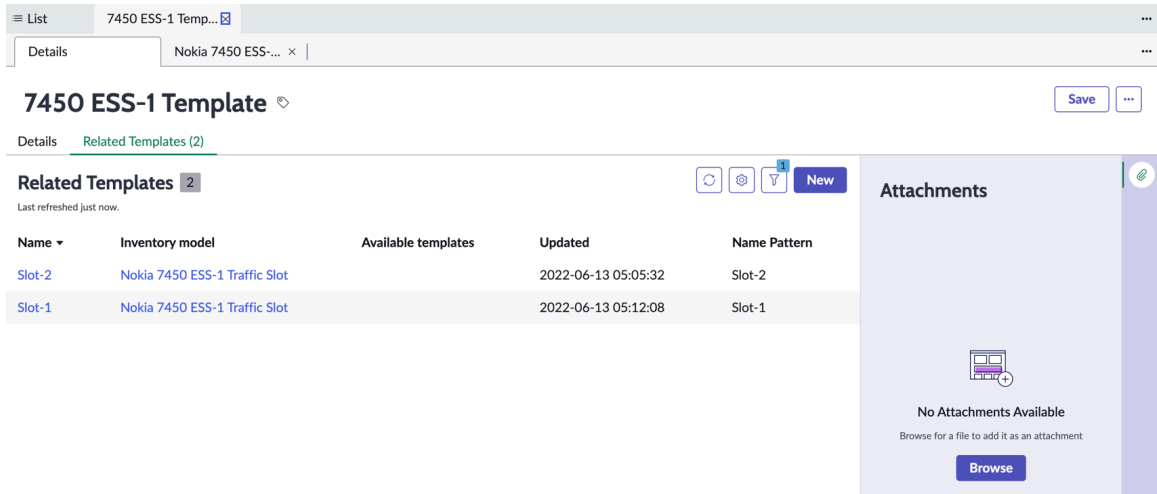 List
7450 ESS-1 Temp...
Details
Nokia 7450 ESS-...
7450 ESS-1 Template
Save
Details
Related Templates (2)
Related Templates 2
Last refreshed just now.
1
New
Attachments
Name Inventory model Available templates Updated Name Pattern
Slot-2 Nokia 7450 ESS-1 Traffic Slot 2022-06-13 05:05:32 Slot-2
Slot-1 Nokia 7450 ESS-1 Traffic Slot 2022-06-13 05:12:08 Slot-1
No Attachments Available
Browse for a file to add it as an attachment
Browse